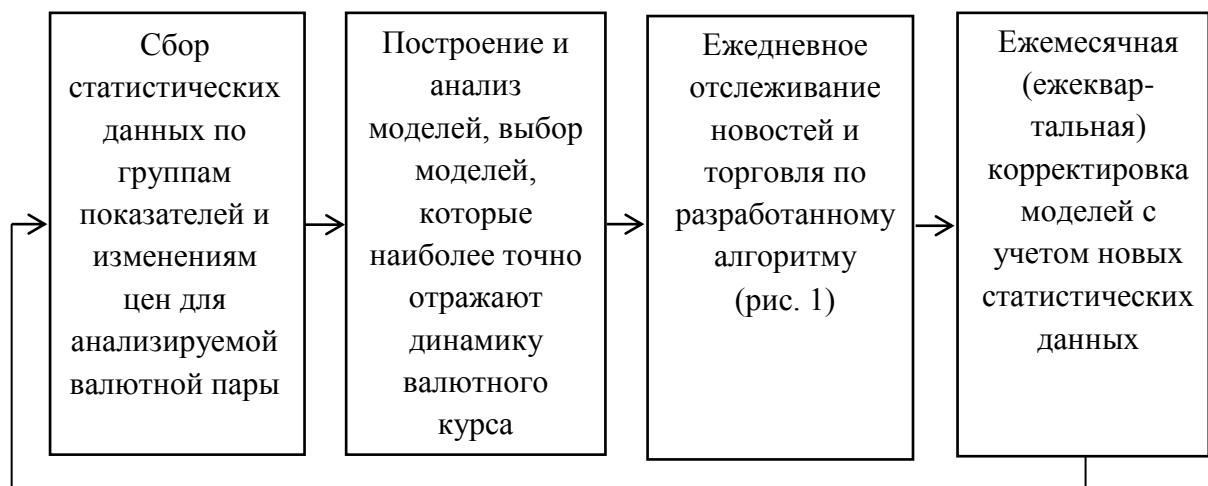 Сбор
статистических
данных по
группам
показателей и
изменениям
цен для
анализируемой
валютной пары
Построение и
анализ
моделей, выбор
моделей,
которые
наиболее точно
отражают
динамику
валютного
курса
Ежедневное
отслеживание
новостей и
торговля по
разработанному
алгоритму
(рис. 1)
Ежемесячная
(ежеквар-
тальная)
корректировка
моделей с
учетом новых
статистических
данных